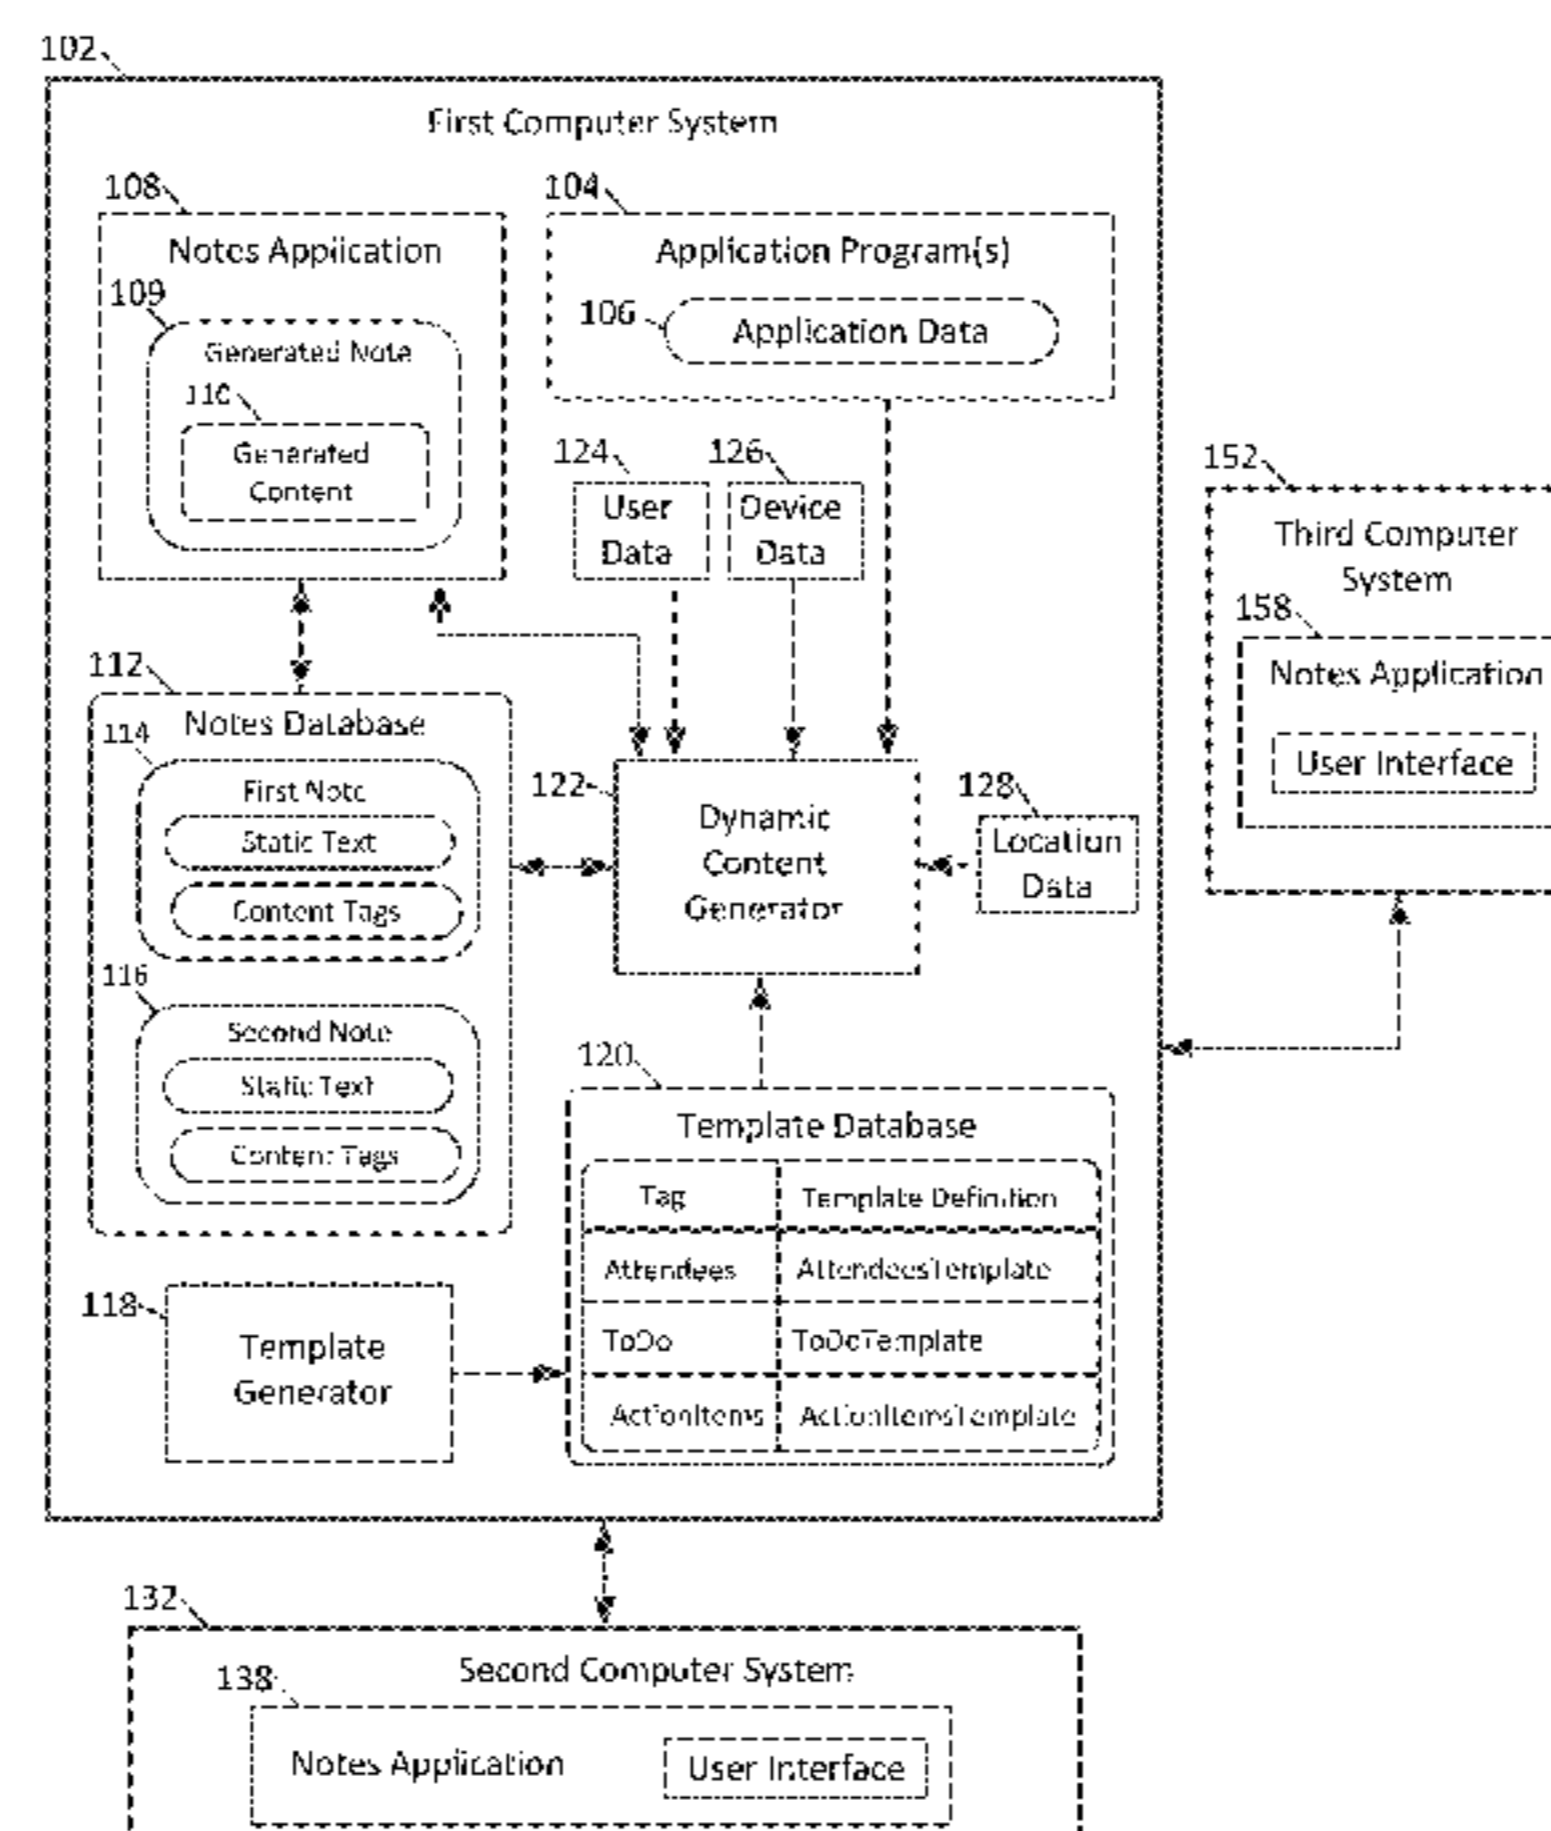 102
First Computer System
108
Notes Application
109
Generated Note
110
Generated
Content
104
Application Program(s)
106
Application Data
124
User
Data
126
Device
Data
112
Notes Database
114
First Note
Static Text
Content Tags
116
Second Note
Static Text
Content Tags
122
Dynamic
Content
Generator
128
Location
Data
118
Template
Generator
120
Template Database
Tag Template Definition
Attendees AttendeesTemplate
ToDo ToDoTemplate
ActionItems ActionItemsTemplate
152
Third Computer
System
158
Notes Application
User Interface
132
Second Computer System
138
Notes Application
User Interface